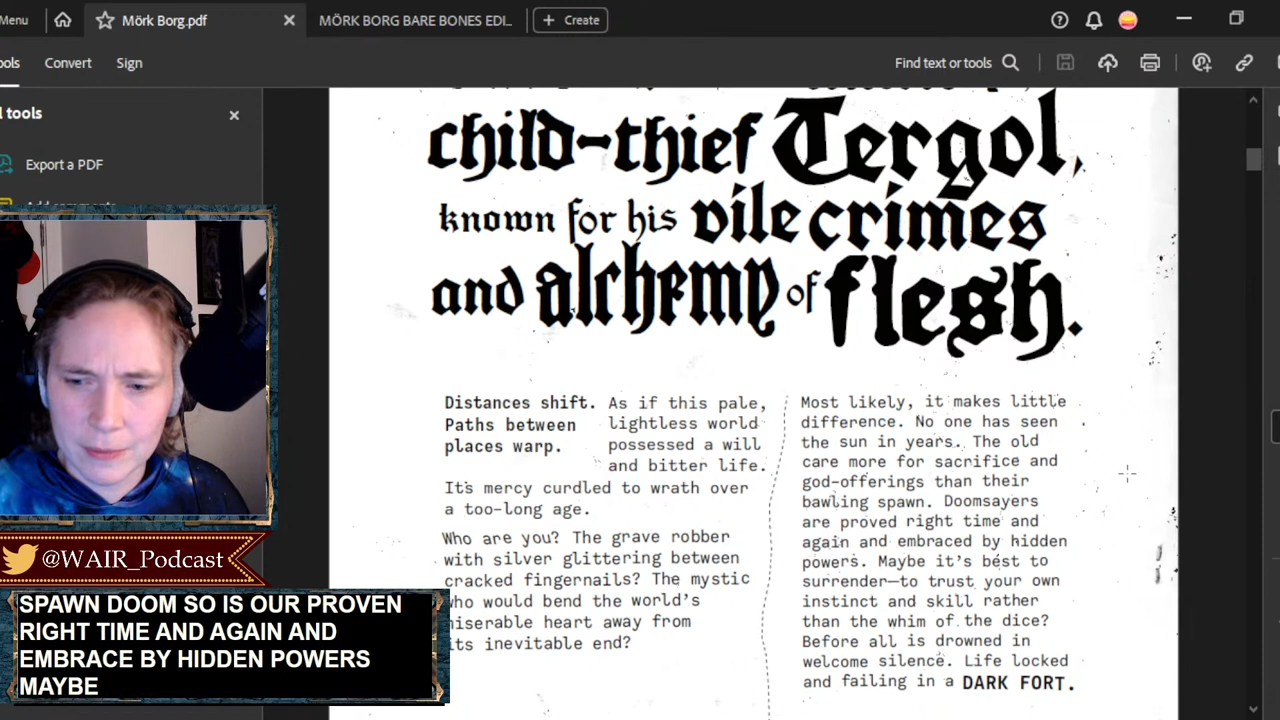 Menu
Mörk Borg.pdf
MÖRK BORG BARE BONES EDI...
Create
ols
Convert
Sign
Find text or tools
l tools
Export a PDF
child-thief Tergol,
known for his vile crimes
and alchemy of flesh.
Distances shift.
Paths between
places warp.
As if this pale,
lightless world
possessed a will
and bitter life.
It's mercy curdled to wrath over
a too-long age.
Who are you? The grave robber
with silver glittering between
cracked fingernails? The mystic
who would bend the world's
miserable heart away from
its inevitable end?
Most likely, it makes little
difference. No one has seen
the sun in years. The old
care more for sacrifice and
god-offerings than their
bawling spawn. Doomsayers
are proved right time and
again and embraced by hidden
powers. Maybe it's best to
surrender—to trust your own
instinct and skill rather
than the whim of the dice?
Before all is drowned in
welcome silence. Life locked
and failing in a DARK FORT.
@WAIR_Podcast
SPAWN DOOM SO IS OUR PROVEN
RIGHT TIME AND AGAIN AND
EMBRACE BY HIDDEN POWERS
MAYBE